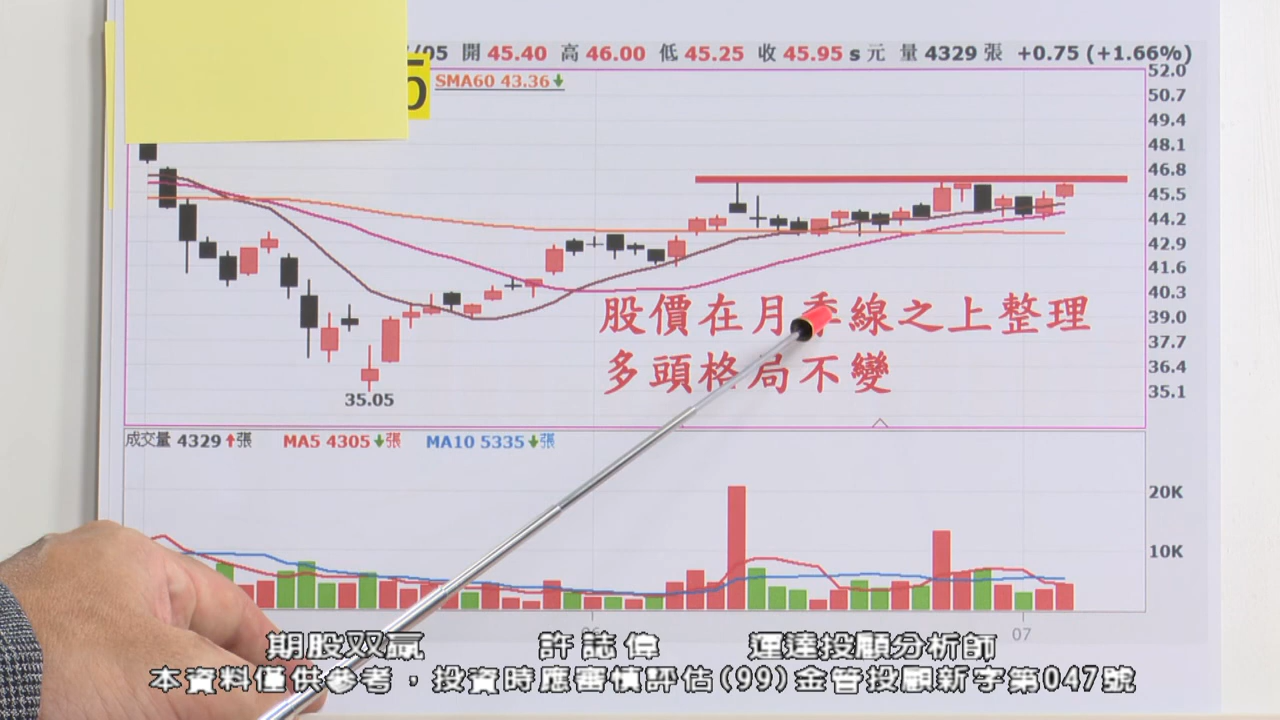 /05 開 45.40 高 46.00 低 45.25 收 45.95 s 元 量 4329 張 +0.75 (+1.66%)
SMA60 43.36↓
52.0
50.7
49.4
48.1
46.8
45.5
44.2
42.9
41.6
40.3
39.0
37.7
36.4
35.1
股價在月季線之上整理
多頭格局不變
35.05
成交量 4329↑張 MA5 4305↓張 MA10 5335↓張
20K
10K
07
期股双贏 許誌偉 運達投顧分析師
本資料僅供參考，投資時應審慎評估(99)金管投顧新字第047號